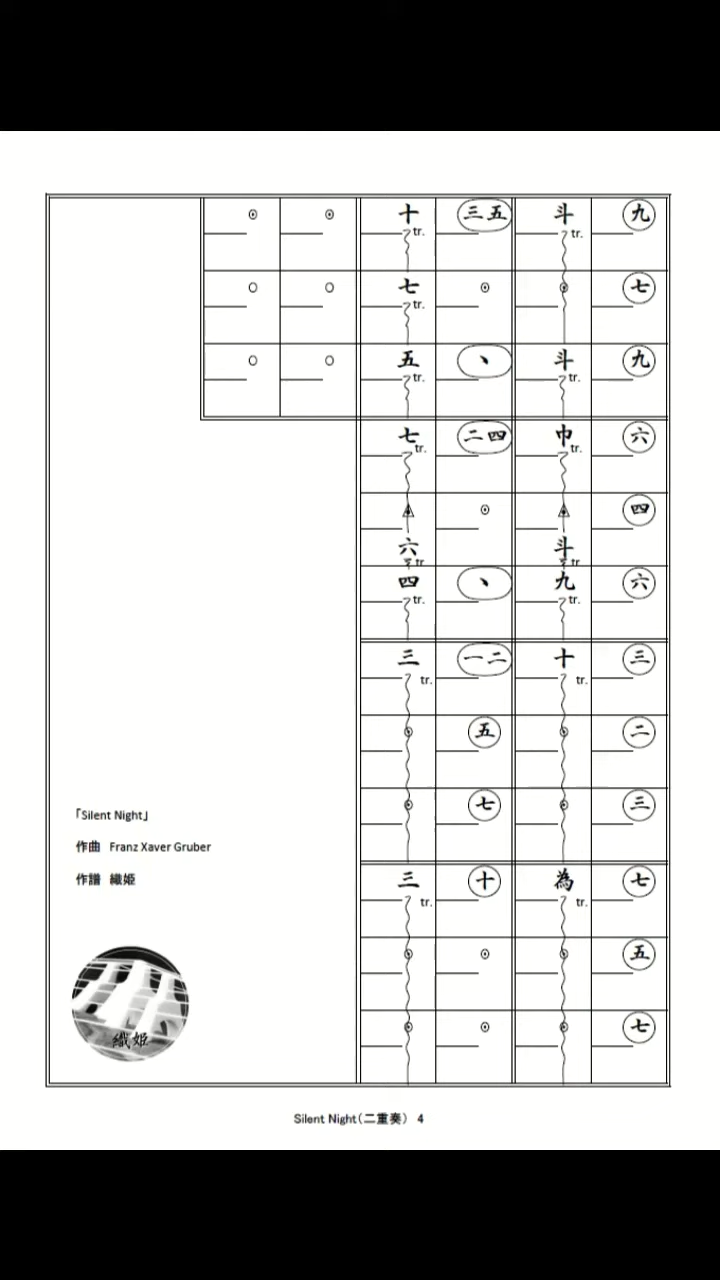 九 七 九 六 四 六 三 二 三 七 五 七
斗 tr. 斗 tr. 巾 tr. 斗 tr 九 tr. 十 tr. 為 tr.
三五 ヽ 二四 ヽ 一二 五 七 十
十 tr. 七 tr. 五 tr. 七 tr. 六 tr 四 tr. 三 tr. 三 tr.
「Silent Night」
作曲 Franz Xaver Gruber
作譜 織姫
織姫
Silent Night（二重奏） 4